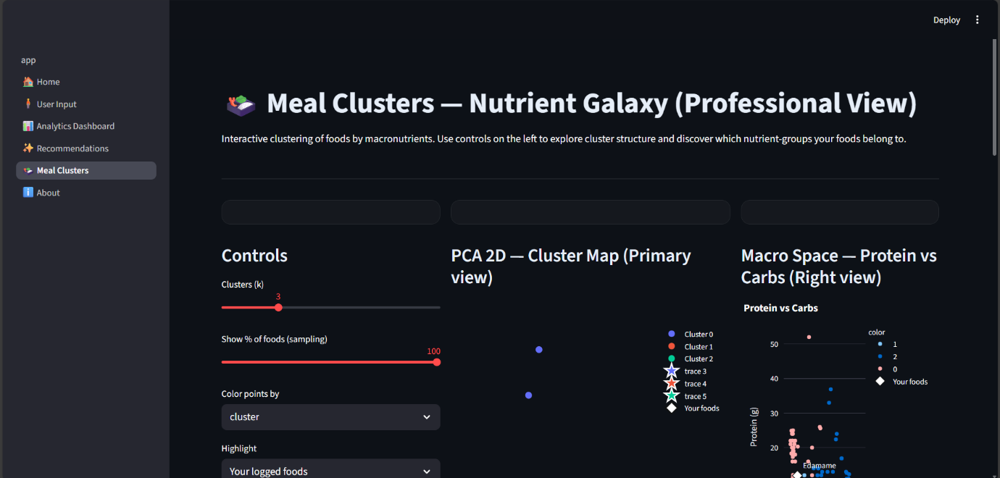 Deploy
app
Home
User Input
Analytics Dashboard
Recommendations
Meal Clusters
About
Meal Clusters — Nutrient Galaxy (Professional View)
Interactive clustering of foods by macronutrients. Use controls on the left to explore cluster structure and discover which nutrient-groups your foods belong to.
Controls
Clusters (k)
3
Show % of foods (sampling)
100
Color points by
cluster
Highlight
Your logged foods
PCA 2D — Cluster Map (Primary
view)
Cluster 0
Cluster 1
Cluster 2
trace 3
trace 4
trace 5
Your foods
Macro Space — Protein vs
Carbs (Right view)
Protein vs Carbs
color
1
2
0
Your foods
50
40
30
20
Protein (g)
Edamame